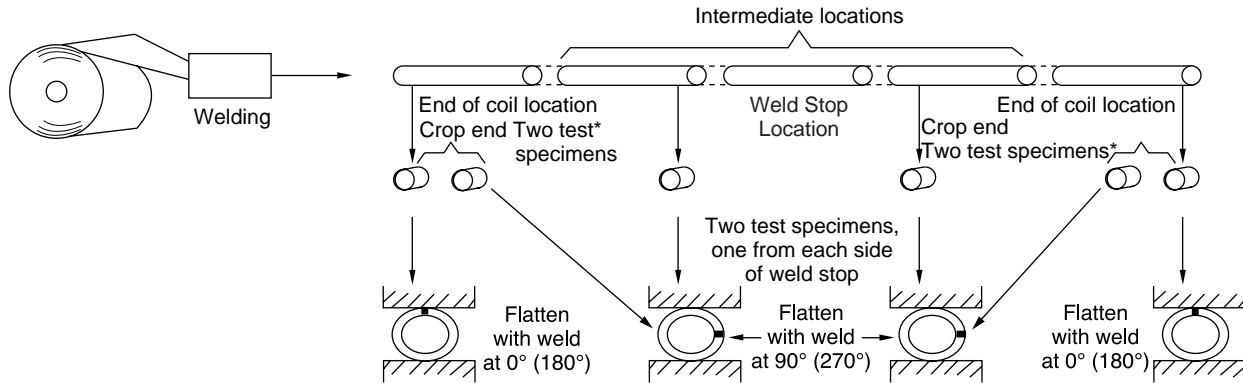 Intermediate locations
Welding
End of coil location
Crop end Two test*
specimens
Weld Stop
Location
End of coil location
Crop end
Two test specimens*
Two test specimens,
one from each side
of weld stop
Flatten
with weld
at 0° (180°)
Flatten
with weld
at 90° (270°)
Flatten
with weld
at 0° (180°)